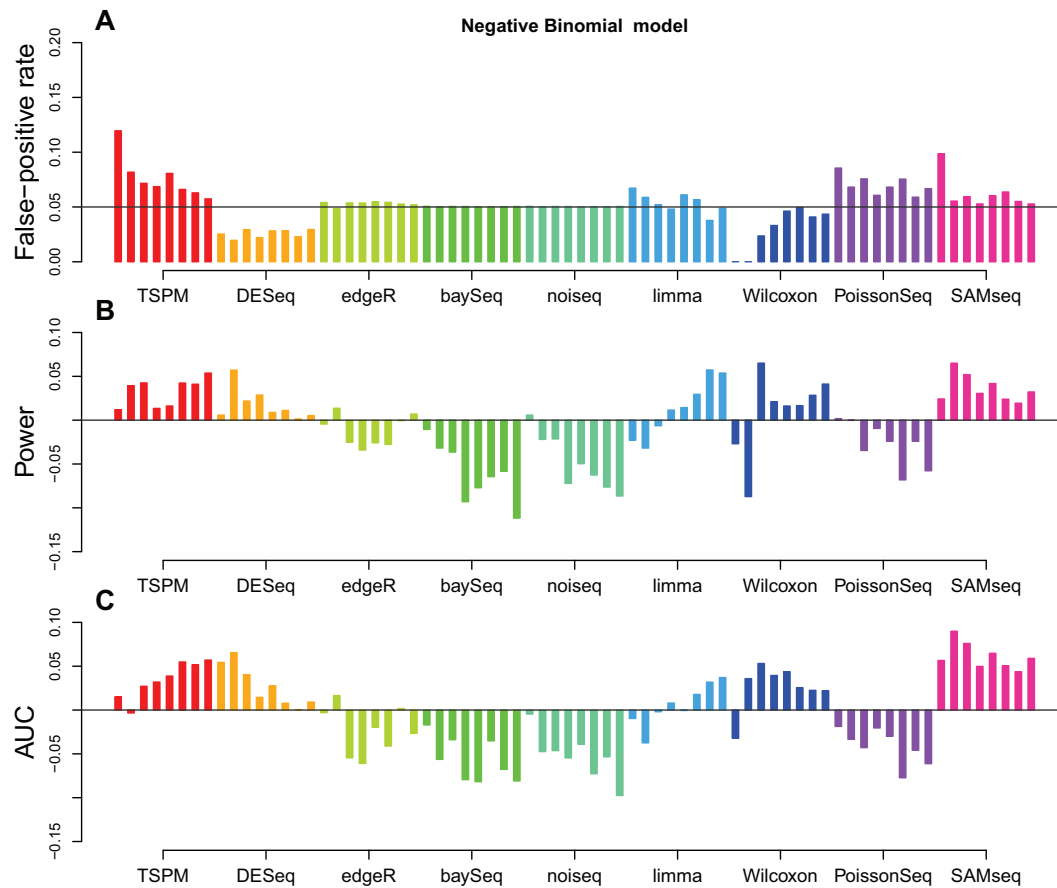 A
Negative Binomial model
False−positive rate
0.20
0.15
0.10
0.05
0.00
TSPM DESeq edgeR baySeq noiseq limma Wilcoxon PoissonSeq SAMseq
B
Power
0.10
0.05
0
−0.05
−0.15
TSPM DESeq edgeR baySeq noiseq limma Wilcoxon PoissonSeq SAMseq
C
AUC
0.10
0.05
0
−0.05
−0.15
TSPM DESeq edgeR baySeq noiseq limma Wilcoxon PoissonSeq SAMseq